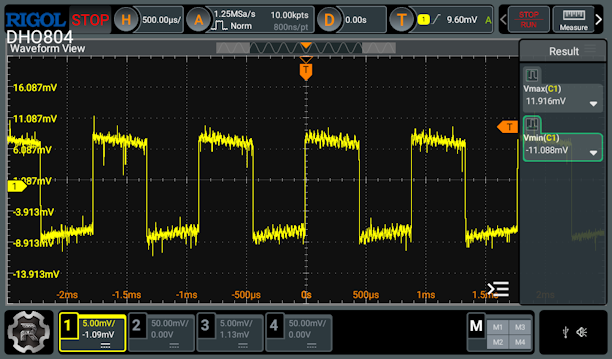 RIGOL STOP H 500.00µs/ A 1.25MSa/s 10.00kpts D 0.00s T 1 9.60mV A STOP Measure
Norm 800ns/pt RUN
DHO804
Waveform View Result
T
16.087mV Vmax(C1)
11.916mV
11.087mV
T Vmin(C1)
6.087mV -11.088mV
1.087mV
1
-3.913mV
-8.913mV
-13.913mV
-2ms -1.5ms -1ms -500µs 0s 500µs 1ms 1.5ms 2ms
1 5.00mV/ 2 50.00mV/ 3 5.00mV/ 4 50.00mV/ M M1 M3
-1.09mV 0.00V 1.13mV 0.00V M2 M4